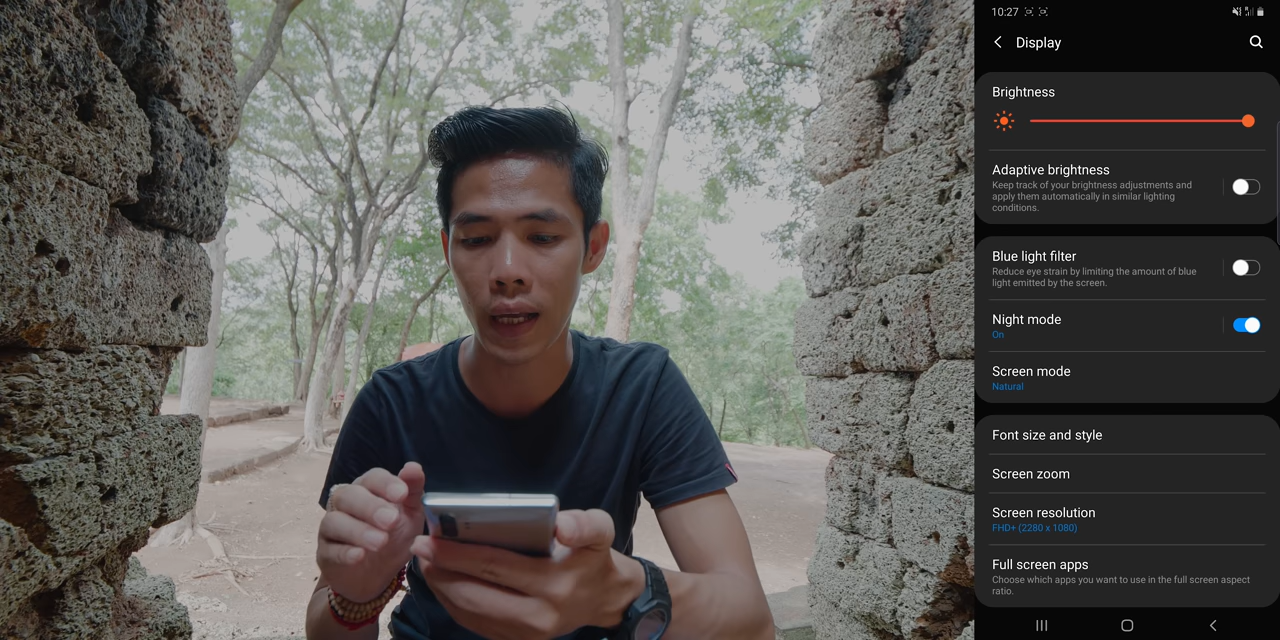 10:27
Display
Brightness
Adaptive brightness
Keep track of your brightness adjustments and
apply them automatically in similar lighting
conditions.
Blue light filter
Reduce eye strain by limiting the amount of blue
light emitted by the screen.
Night mode
On
Screen mode
Natural
Font size and style
Screen zoom
Screen resolution
FHD+ (2280 x 1080)
Full screen apps
Choose which apps you want to use in the full screen aspect
ratio.